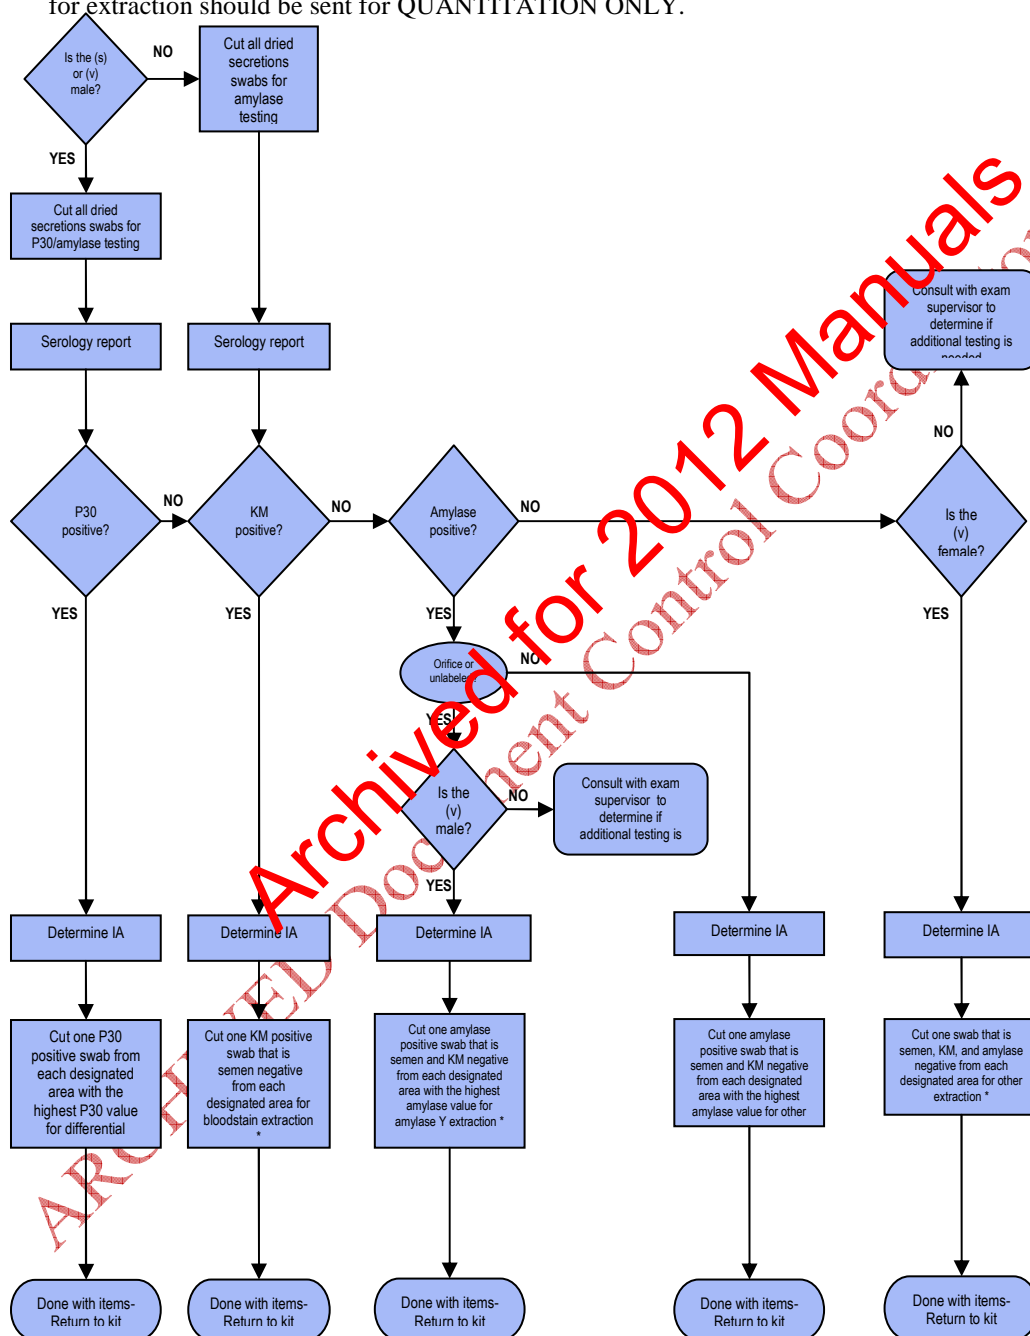 for extraction should be sent for QUANTITATION ONLY.
Is the (s)
or (v)
male?
NO
Cut all dried
secretions
swabs for
amylase
testing
YES
Cut all dried
secretions swabs for
P30/amylase testing
Serology report
Serology report
Consult with exam
supervisor to
determine if
additional testing is
needed
NO
P30
positive?
NO
KM
positive?
NO
Amylase
positive?
NO
Is the
(v)
female?
YES
YES
YES
YES
Orifice or
unlabeled?
NO
YES
Is the
(v)
male?
NO
Consult with exam
supervisor to
determine if
additional testing is
YES
Determine IA
Determine IA
Determine IA
Determine IA
Determine IA
Cut one P30
positive swab from
each designated
area with the
highest P30 value
for differential
Cut one KM positive
swab that is
semen negative
from each
designated area for
bloodstain extraction
*
Cut one amylase
positive swab that is
semen and KM negative
from each designated
area with the highest
amylase value for
amylase Y extraction *
Cut one amylase
positive swab that is
semen and KM negative
from each designated
area with the highest
amylase value for other
Cut one swab that is
semen, KM, and amylase
negative from each
designated area for other
extraction *
Done with items-
Return to kit
Done with items-
Return to kit
Done with items-
Return to kit
Done with items-
Return to kit
Done with items-
Return to kit
Archived for 2012 Manuals
ARCHIVED Document Control Coord